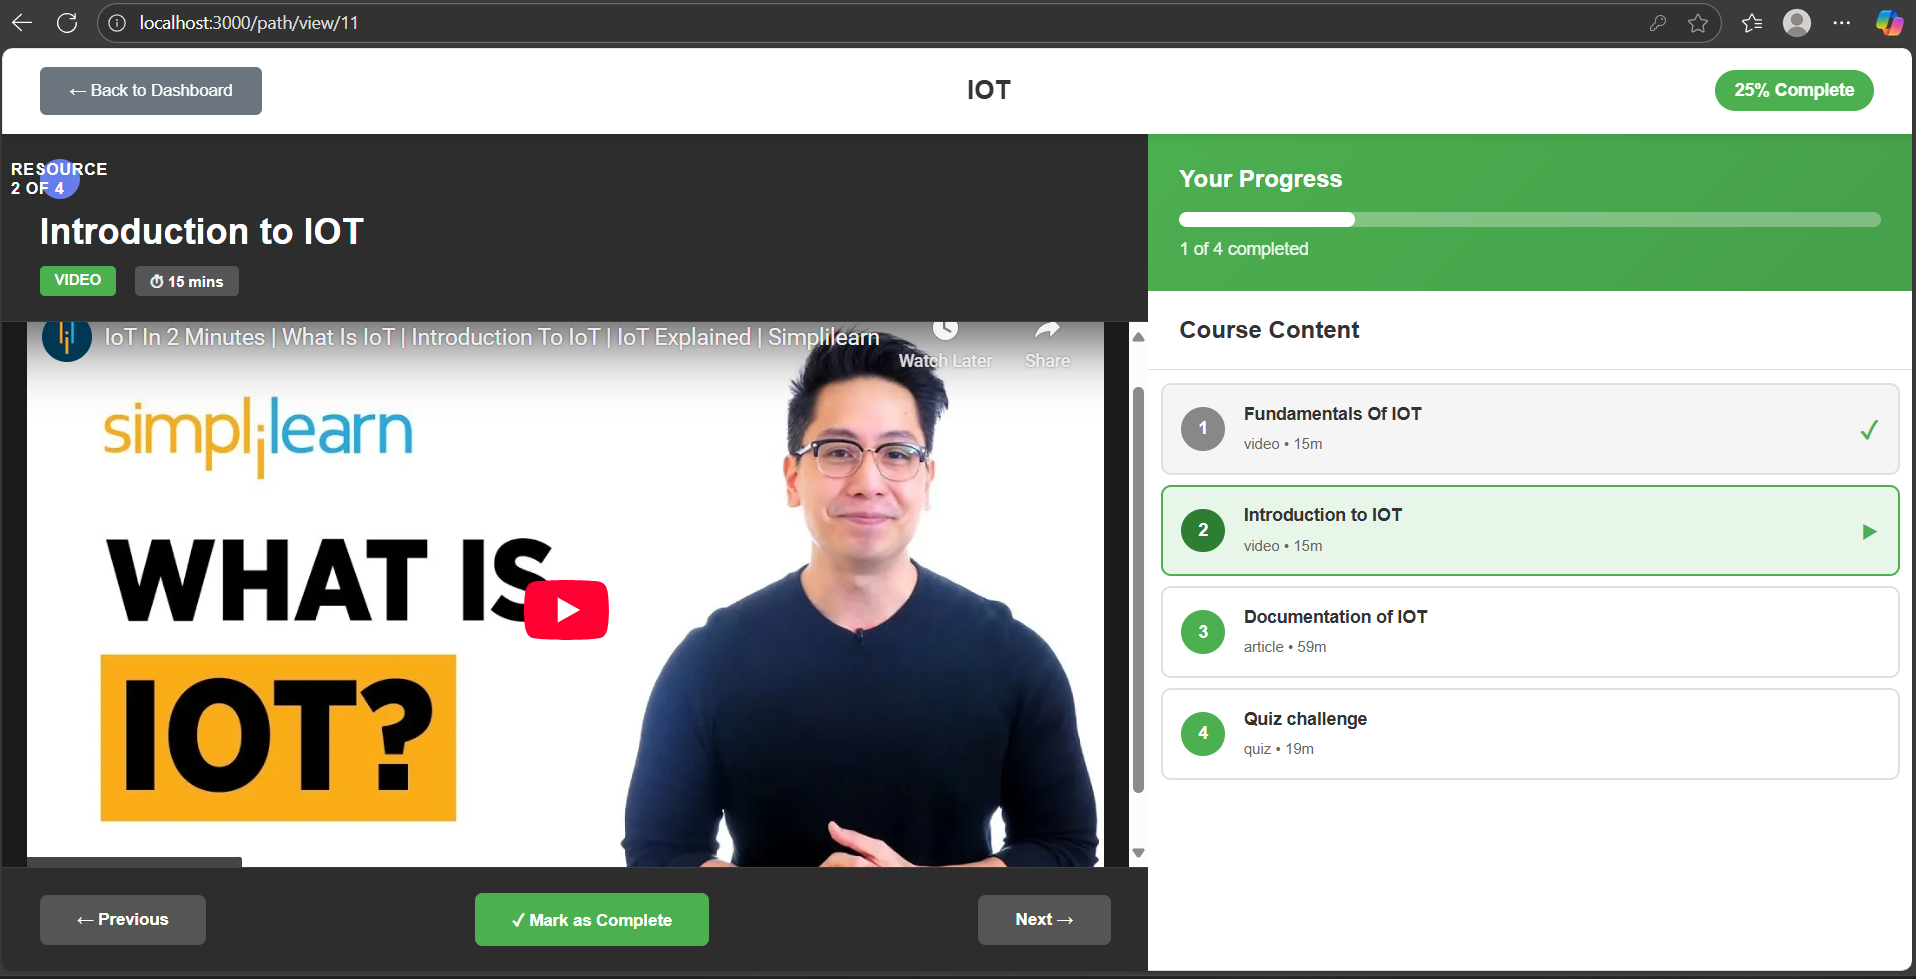 localhost:3000/path/view/11
← Back to Dashboard
IOT
25% Complete
RESOURCE
2 OF 4
Introduction to IOT
VIDEO
⏱ 15 mins
IoT In 2 Minutes | What Is IoT | Introduction To IoT | IoT Explained | Simplilearn
Watch Later
Share
simplilearn
WHAT IS
IOT?
← Previous
✓ Mark as Complete
Next →
Your Progress
1 of 4 completed
Course Content
1
Fundamentals Of IOT
video • 15m
✓
2
Introduction to IOT
video • 15m
3
Documentation of IOT
article • 59m
4
Quiz challenge
quiz • 19m